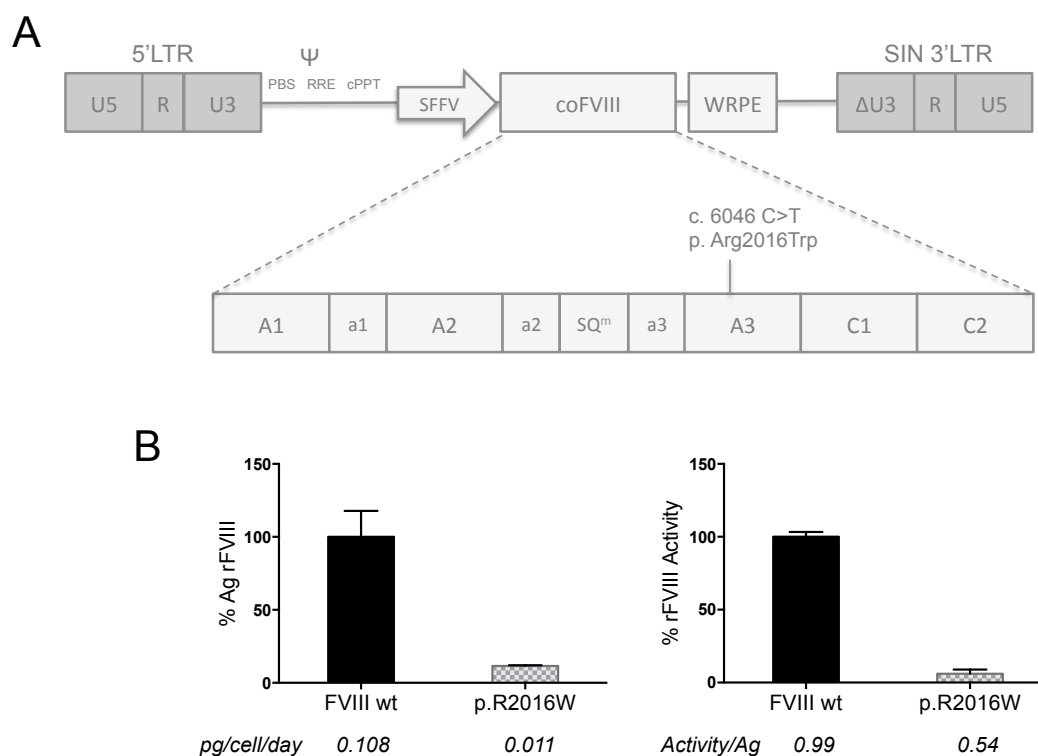 A
5'LTR
Ψ
SIN 3'LTR
PBS RRE cPPT
U5 R U3
SFFV
coFVIII
WRPE
ΔU3 R U5
c. 6046 C>T
p. Arg2016Trp
A1 a1 A2 a2 SQᵐ a3 A3 C1 C2
B
% Ag rFVIII
150
100
50
0
FVIII wt p.R2016W
pg/cell/day 0.108 0.011
% rFVIII Activity
150
100
50
0
FVIII wt p.R2016W
Activity/Ag 0.99 0.54